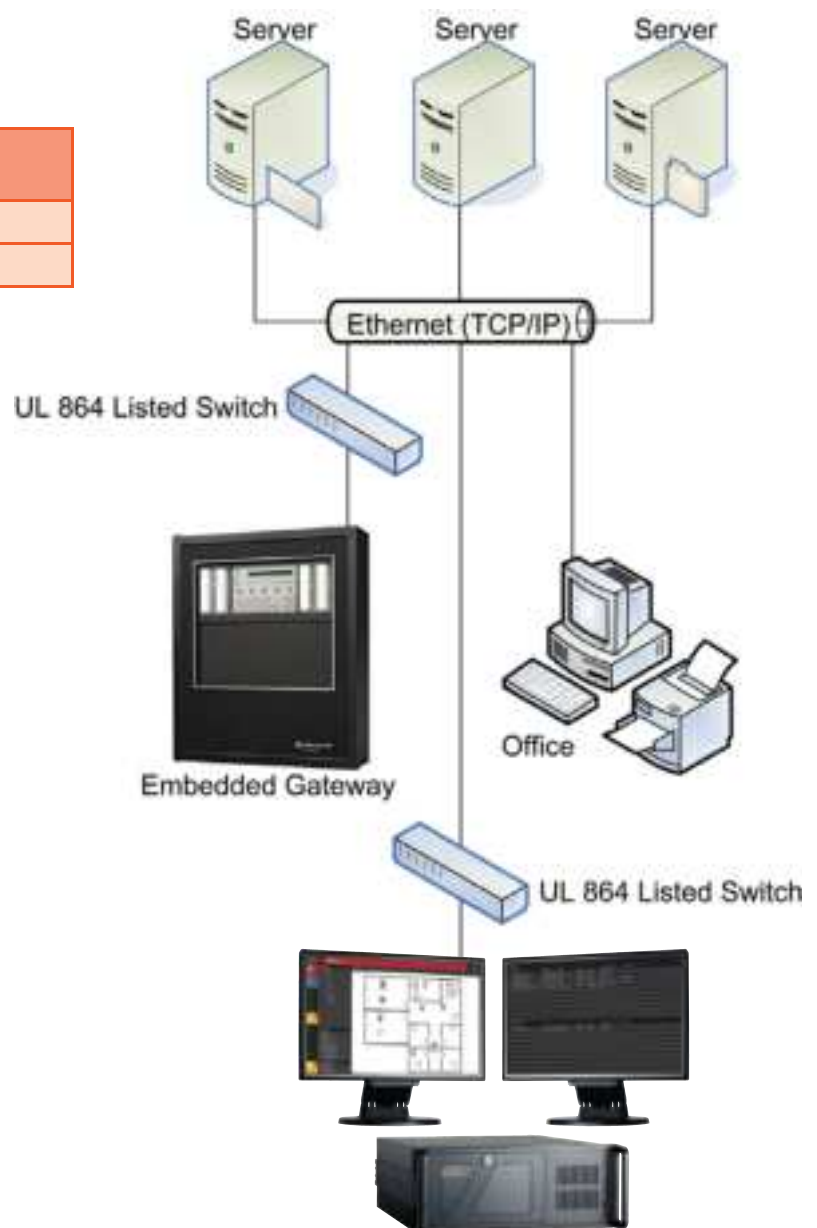 Server
Server
Server
Ethernet (TCP/IP)
UL 864 Listed Switch
Embedded Gateway
Office
UL 864 Listed Switch